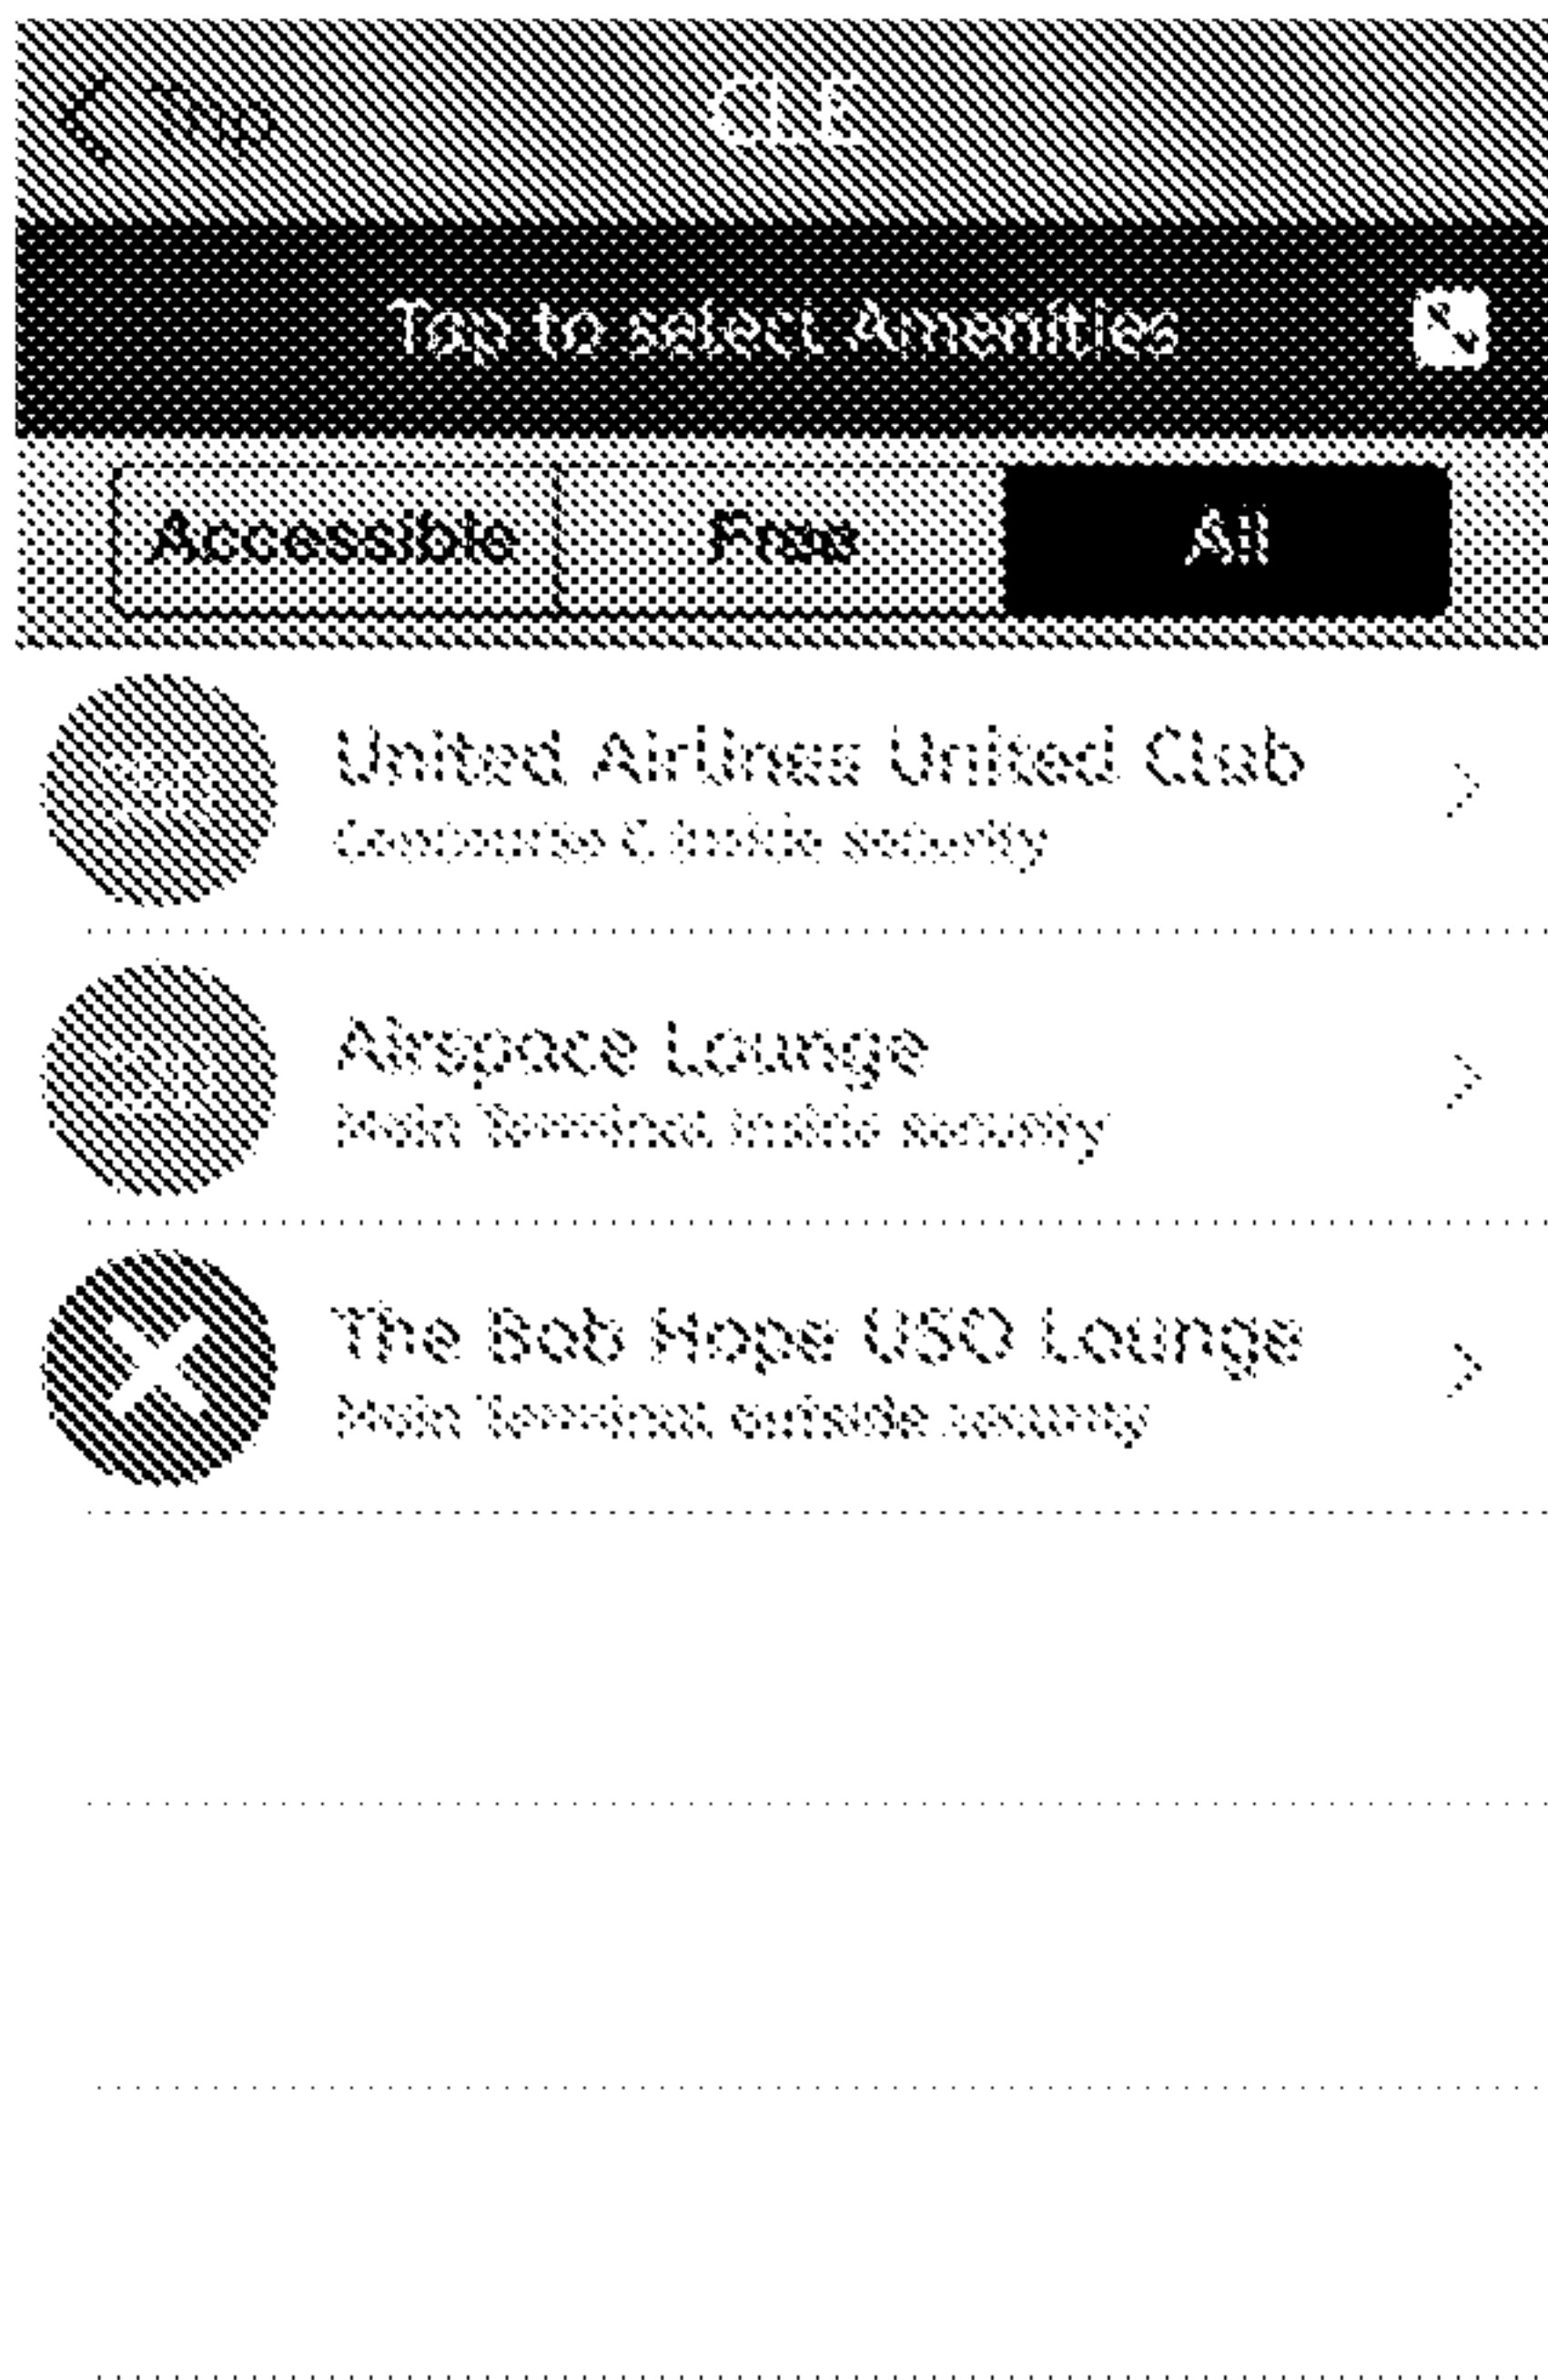 Trip CLE
Tap to select Amenities
Accessible Free All
United Airlines United Club
Concourse C inside security
Airspace Lounge
Main Terminal inside security
The Bob Hope USO Lounge
Main Terminal outside security